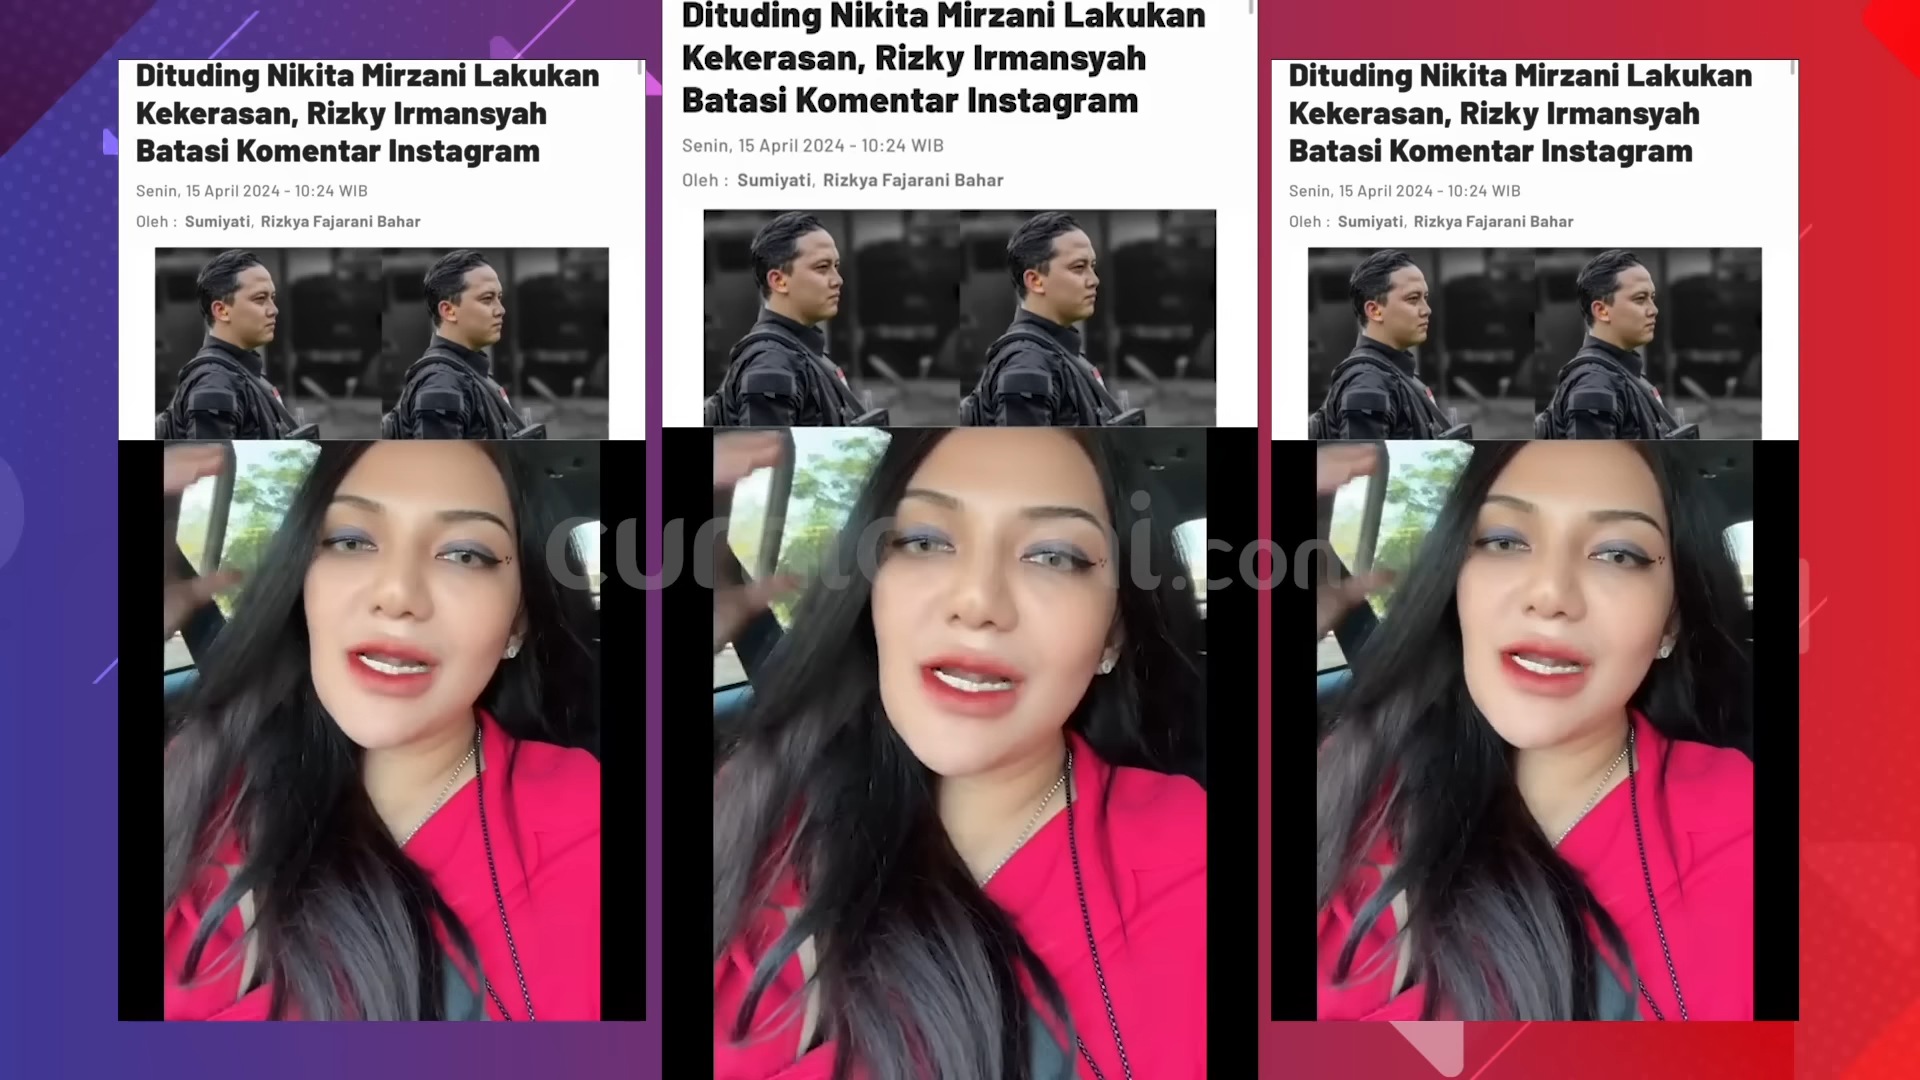 Dituding Nikita Mirzani Lakukan
Kekerasan, Rizky Irmansyah
Batasi Komentar Instagram
Senin, 15 April 2024 - 10:24 WIB
Oleh : Sumiyati, Rizkya Fajarani Bahar
Dituding Nikita Mirzani Lakukan
Kekerasan, Rizky Irmansyah
Batasi Komentar Instagram
Senin, 15 April 2024 - 10:24 WIB
Oleh : Sumiyati, Rizkya Fajarani Bahar
Dituding Nikita Mirzani Lakukan
Kekerasan, Rizky Irmansyah
Batasi Komentar Instagram
Senin, 15 April 2024 - 10:24 WIB
Oleh : Sumiyati, Rizkya Fajarani Bahar